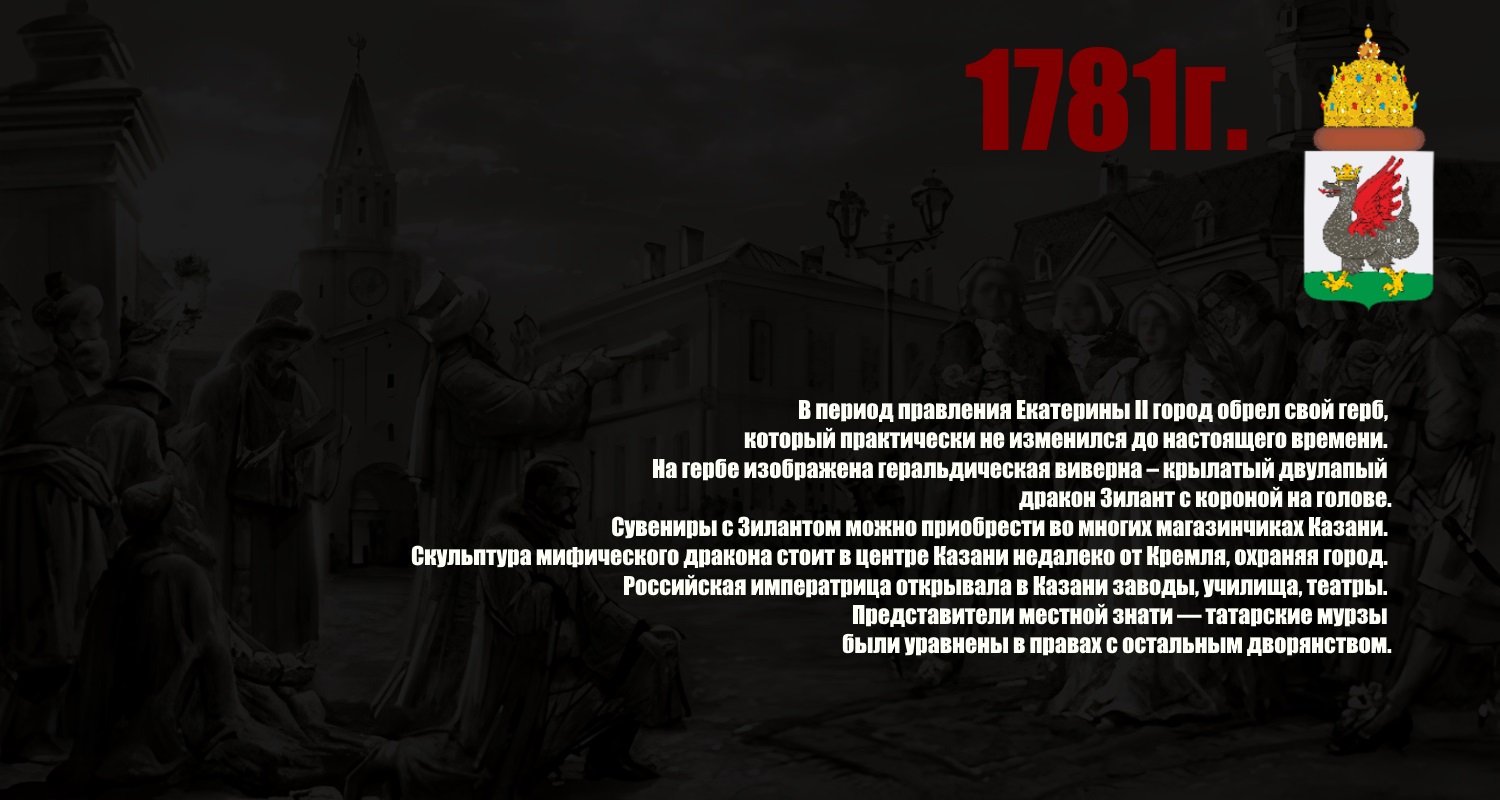 1781г.
В период правления Екатерины II город обрел свой герб,
который практически не изменился до настоящего времени.
На гербе изображена геральдическая виверна – крылатый двулапый
дракон Зилант с короной на голове.
Сувениры с Зилантом можно приобрести во многих магазинчиках Казани.
Скульптура мифического дракона стоит в центре Казани недалеко от Кремля, охраняя город.
Российская императрица открывала в Казани заводы, училища, театры.
Представители местной знати — татарские мурзы
были уравнены в правах с остальным дворянством.